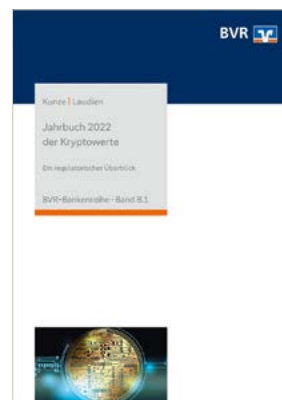 BVR
Kunze | Laudien
Jahrbuch 2022
der Kryptowerte
Ein regulatorischer Überblick
BVR-Bankenreihe · Band 8.1